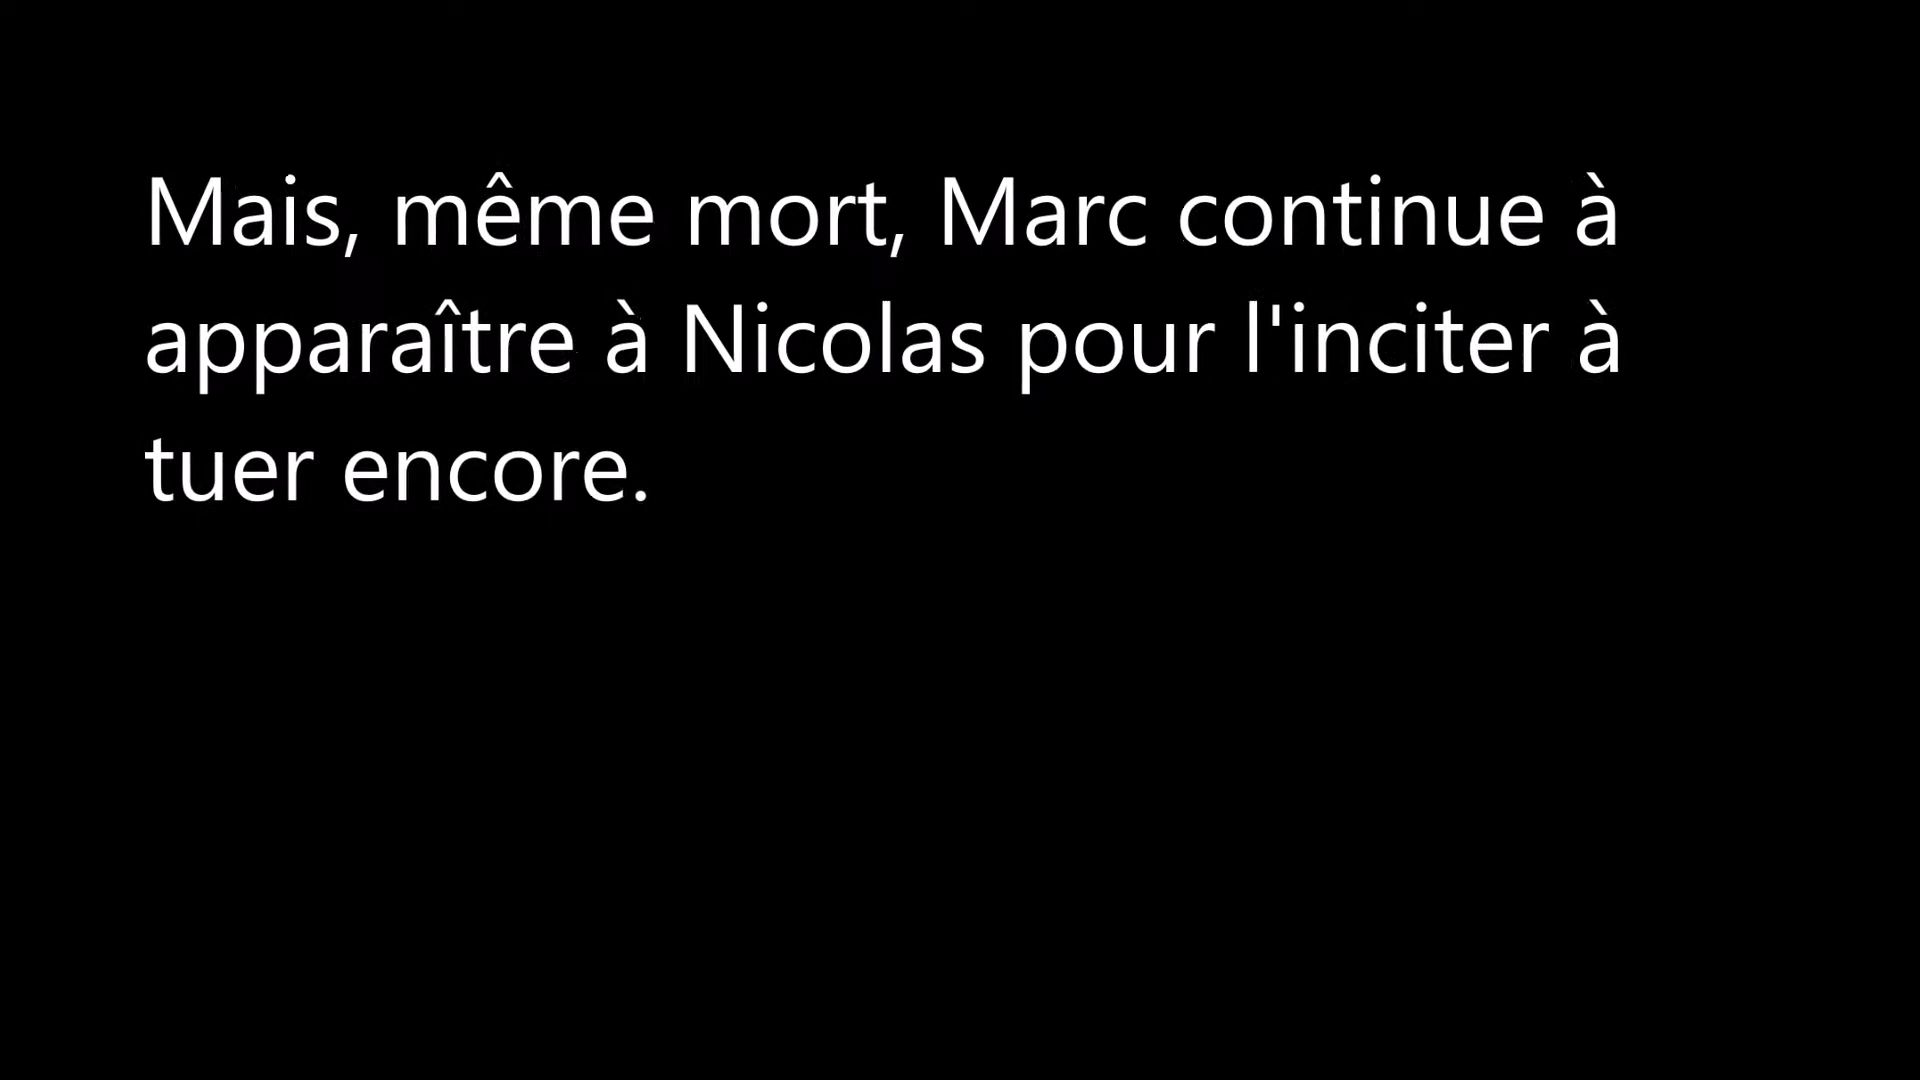 Mais, même mort, Marc continue à
apparaître à Nicolas pour l'inciter à
tuer encore.